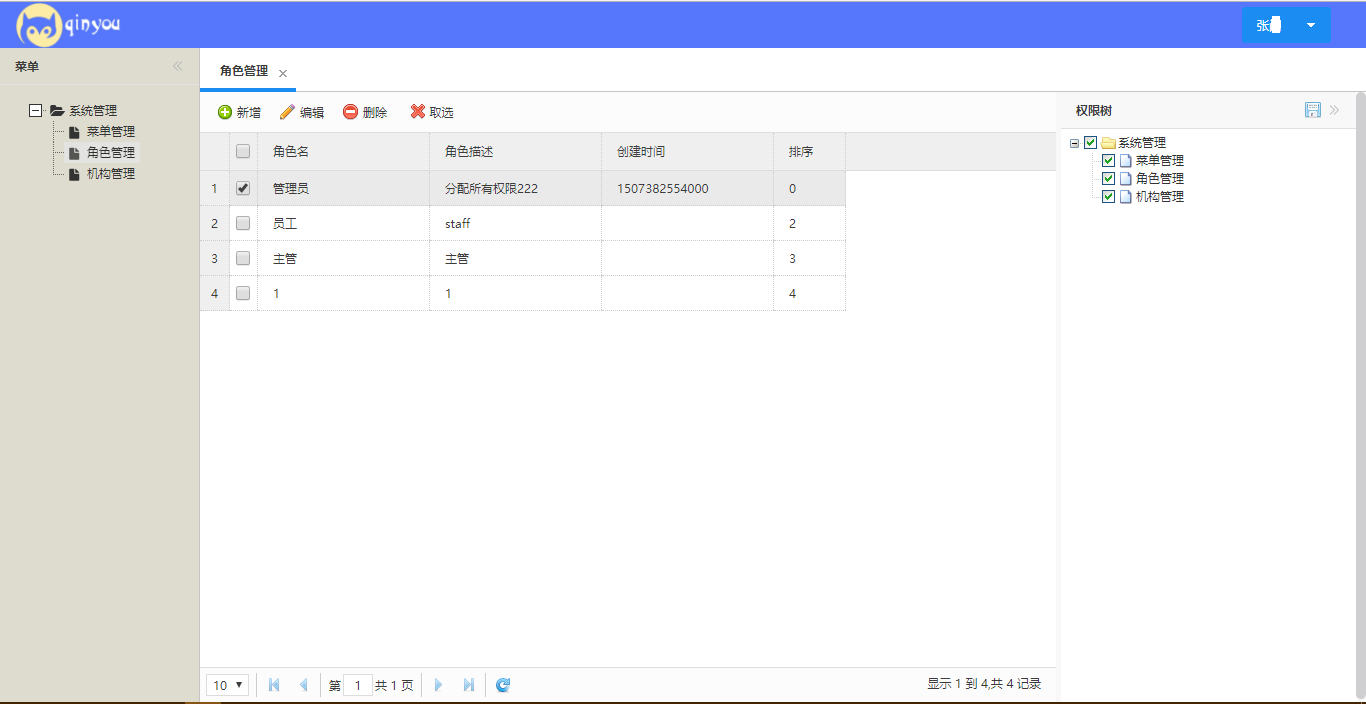 qinyou
张
菜单
系统管理
菜单管理
角色管理
机构管理
角色管理
新增 编辑 删除 取选
角色名 角色描述 创建时间 排序
1 管理员 分配所有权限222 1507382554000 0
2 员工 staff 2
3 主管 主管 3
4 1 1 4
10 第 1 共 1 页
显示 1 到 4,共 4 记录
权限树
系统管理
菜单管理
角色管理
机构管理